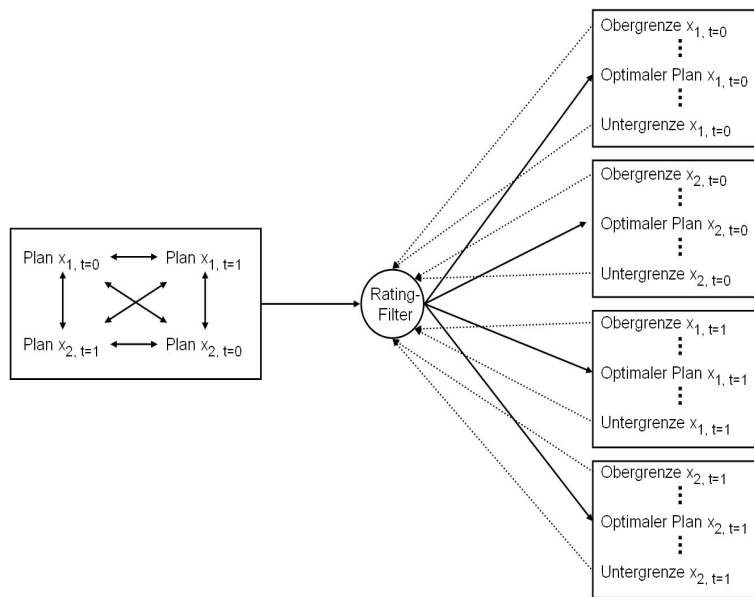 Plan x1, t=0
Plan x1, t=1
Plan x2, t=1
Plan x2, t=0
Rating-
Filter
Obergrenze x1, t=0
Optimaler Plan x1, t=0
Untergrenze x1, t=0
Obergrenze x2, t=0
Optimaler Plan x2, t=0
Untergrenze x2, t=0
Obergrenze x1, t=1
Optimaler Plan x1, t=1
Untergrenze x1, t=1
Obergrenze x2, t=1
Optimaler Plan x2, t=1
Untergrenze x2, t=1